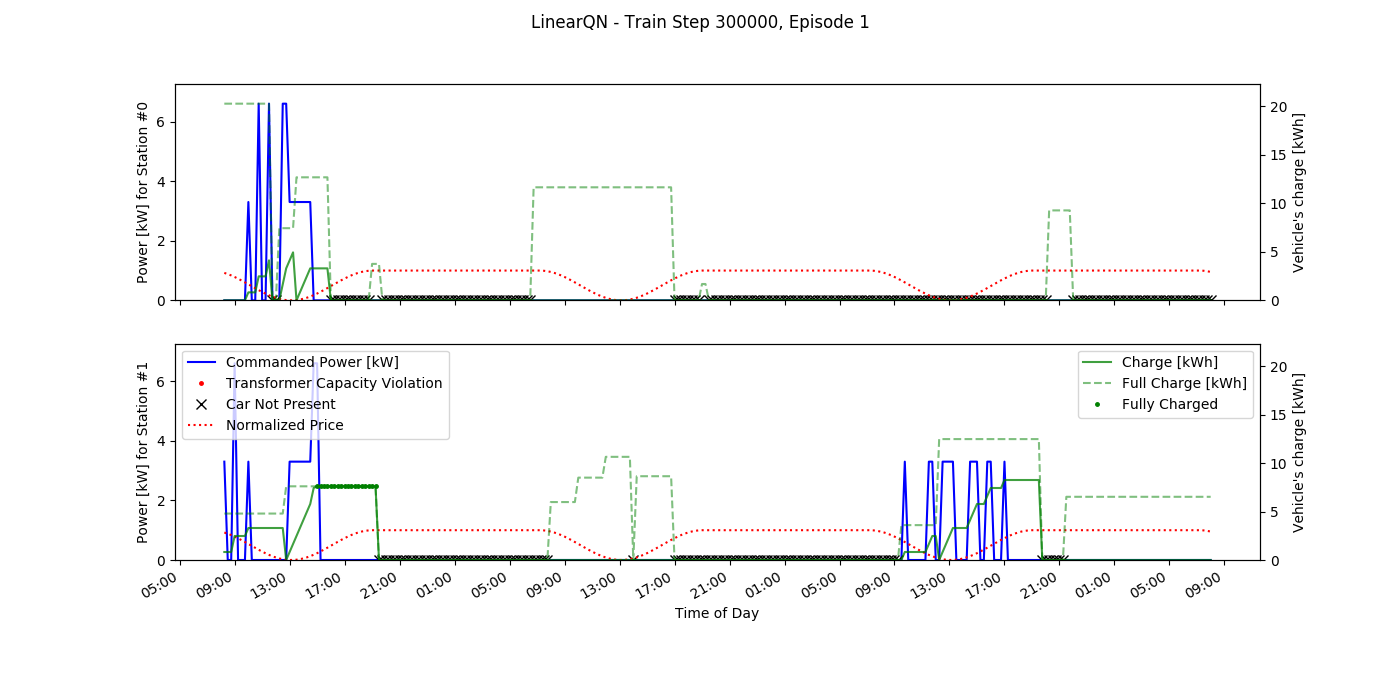 LinearQN - Train Step 300000, Episode 1
Power [kW] for Station #0
6
4
2
0
20
15
10
5
0
Vehicle's charge [kWh]
Power [kW] for Station #1
6
4
2
0
Commanded Power [kW]
Transformer Capacity Violation
Car Not Present
Normalized Price
Charge [kWh]
Full Charge [kWh]
Fully Charged
20
15
10
5
0
Vehicle's charge [kWh]
05:00 09:00 13:00 17:00 21:00 01:00 05:00 09:00 13:00 17:00 21:00 01:00 05:00 09:00 13:00 17:00 21:00 01:00 05:00 09:00
Time of Day